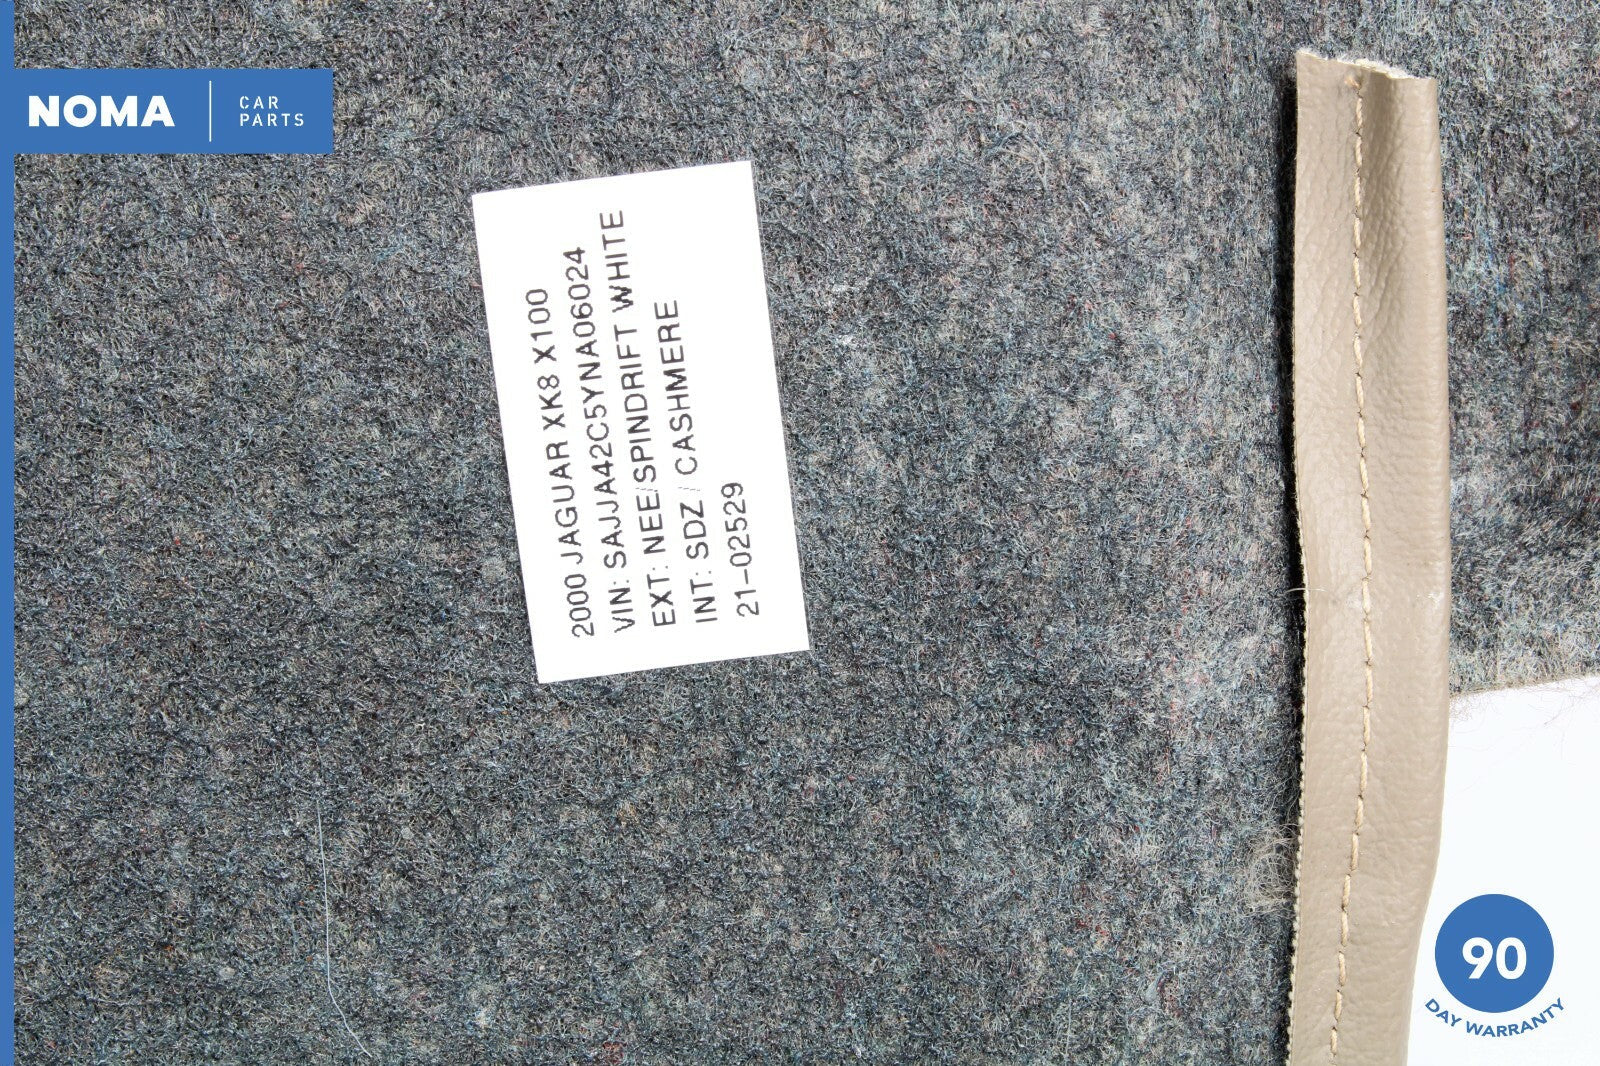 NOMA
CAR
PARTS
2000 JAGUAR XK8 X100
VIN: SAJJA42C5YNA06024
EXT: NEE/SPINDRIFT WHITE
INT: SDZ / CASHMERE
21-02529
90
DAY WARRANTY